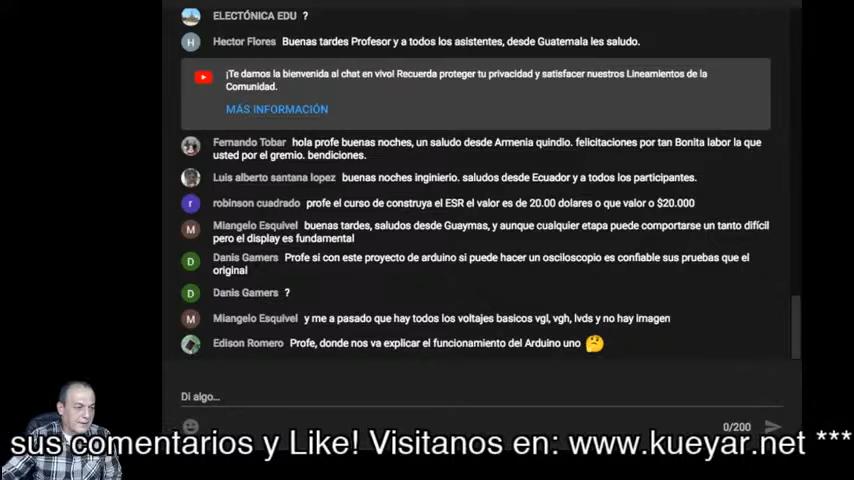 ELECTÓNICA EDU ?
H
Hector Flores Buenas tardes Profesor y a todos los asistentes, desde Guatemala les saludo.
¡Te damos la bienvenida al chat en vivo! Recuerda proteger tu privacidad y satisfacer nuestros Lineamientos de la
Comunidad.
MÁS INFORMACIÓN
Fernando Tobar hola profe buenas noches, un saludo desde Armenia quindio. felicitaciones por tan Bonita labor la que
usted por el gremio. bendiciones.
Luis alberto santana lopez buenas noches inginierio. saludos desde Ecuador y a todos los participantes.
r
robinson cuadrado profe el curso de construya el ESR el valor es de 20.00 dolares o que valor o $20.000
M
Miangelo Esquivel buenas tardes, saludos desde Guaymas, y aunque cualquier etapa puede comportarse un tanto difícil
pero el display es fundamental
D
Danis Gamers Profe si con este proyecto de arduino si puede hacer un osciloscopio es confiable sus pruebas que el
original
D
Danis Gamers ?
M
Miangelo Esquivel y me a pasado que hay todos los voltajes basicos vgl, vgh, lvds y no hay imagen
Edison Romero Profe, donde nos va explicar el funcionamiento del Arduino uno 🤔
Di algo...
0/200
sus comentarios y Like! Visitanos en: www.kueyar.net ***